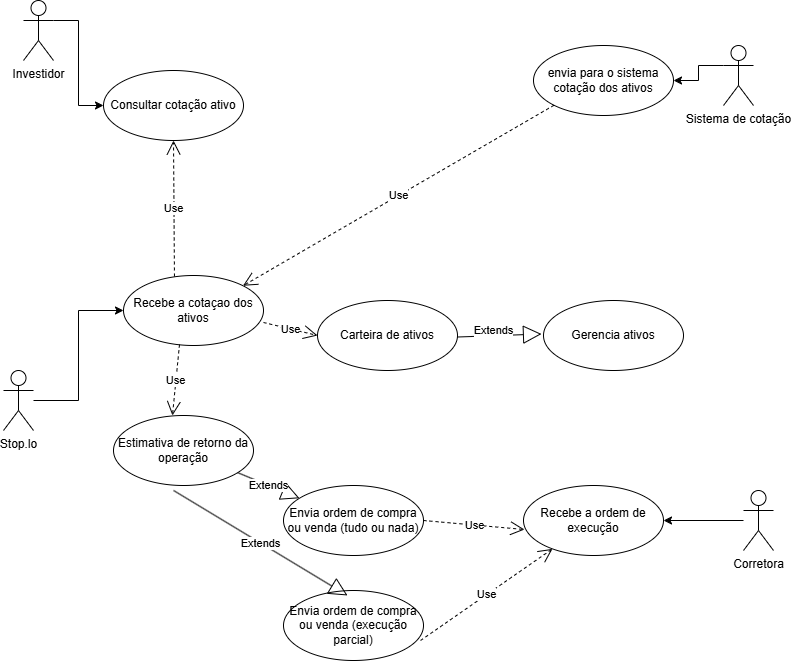 Investidor
Consultar cotação ativo
envia para o sistema
cotação dos ativos
Sistema de cotação
Use
Use
Recebe a cotaçao dos
ativos
Use
Carteira de ativos
Extends
Gerencia ativos
Use
Stop.lo
Estimativa de retorno da
operação
Extends
Envia ordem de compra
ou venda (tudo ou nada)
Use
Recebe a ordem de
execução
Extends
Corretora
Use
Envia ordem de compra
ou venda (execução
parcial)